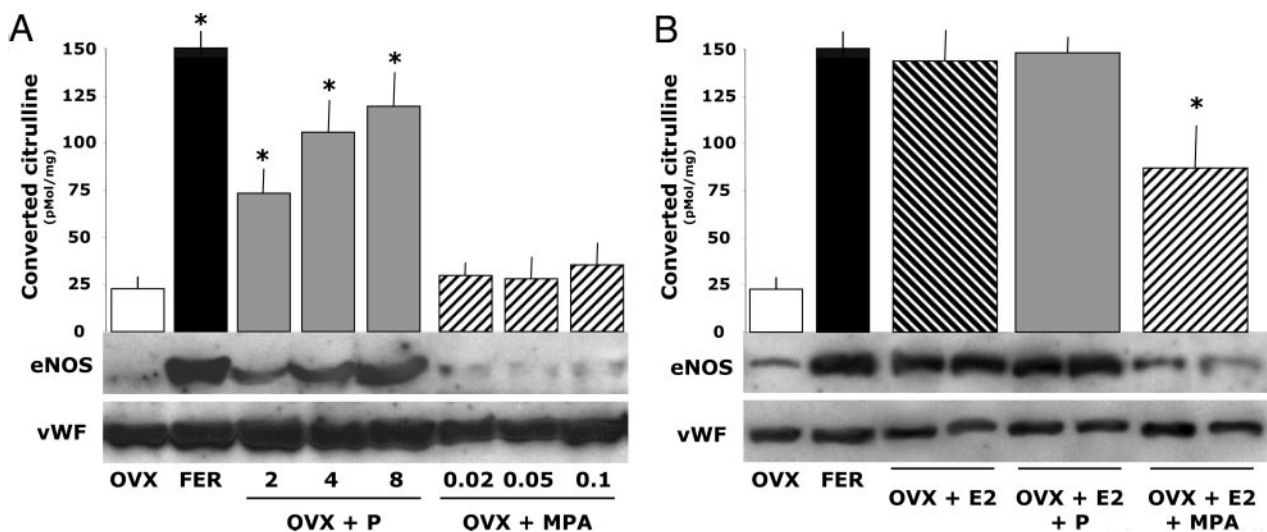 A
Converted citrulline
(pMol/mg)
150
125
100
75
50
25
0
*
*
*
*
eNOS
vWF
OVX FER 2 4 8 0.02 0.05 0.1
OVX + P OVX + MPA
B
Converted citrulline
(pMol/mg)
150
125
100
75
50
25
0
*
eNOS
vWF
OVX FER OVX + E2 OVX + E2 OVX + E2
+ P + MPA